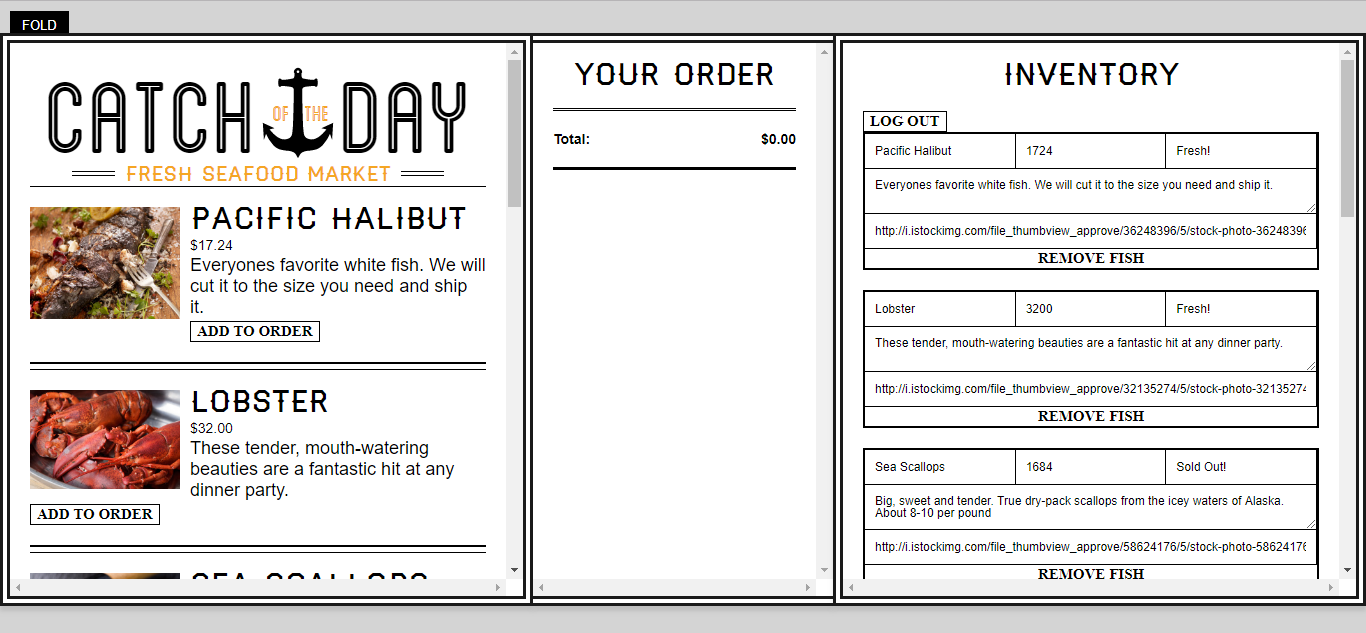 FOLD
CATCH OF THE DAY
FRESH SEAFOOD MARKET
PACIFIC HALIBUT
$17.24
Everyones favorite white fish. We will
cut it to the size you need and ship
it.
ADD TO ORDER
LOBSTER
$32.00
These tender, mouth-watering
beauties are a fantastic hit at any
dinner party.
ADD TO ORDER
SEA SCALLOPS
YOUR ORDER
Total: $0.00
INVENTORY
LOG OUT
Pacific Halibut 1724 Fresh!
Everyones favorite white fish. We will cut it to the size you need and ship it.
http://i.istockimg.com/file_thumbview_approve/36248396/5/stock-photo-36248396
REMOVE FISH
Lobster 3200 Fresh!
These tender, mouth-watering beauties are a fantastic hit at any dinner party.
http://i.istockimg.com/file_thumbview_approve/32135274/5/stock-photo-32135274
REMOVE FISH
Sea Scallops 1684 Sold Out!
Big, sweet and tender. True dry-pack scallops from the icey waters of Alaska.
About 8-10 per pound
http://i.istockimg.com/file_thumbview_approve/58624176/5/stock-photo-58624176
REMOVE FISH